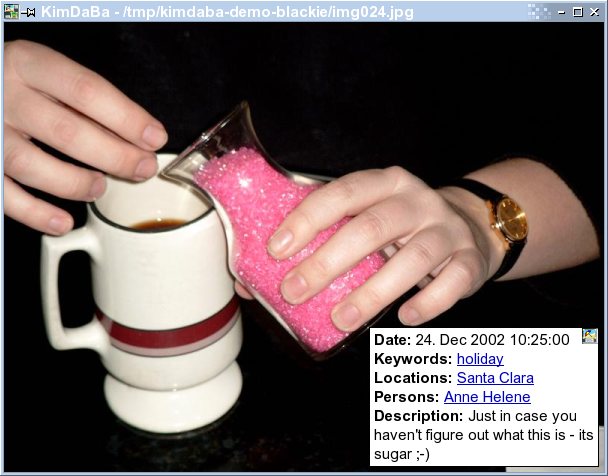 KimDaBa - /tmp/kimdaba-demo-blackie/img024.jpg
Date: 24. Dec 2002 10:25:00
Keywords: holiday
Locations: Santa Clara
Persons: Anne Helene
Description: Just in case you
haven't figure out what this is - its
sugar ;-)